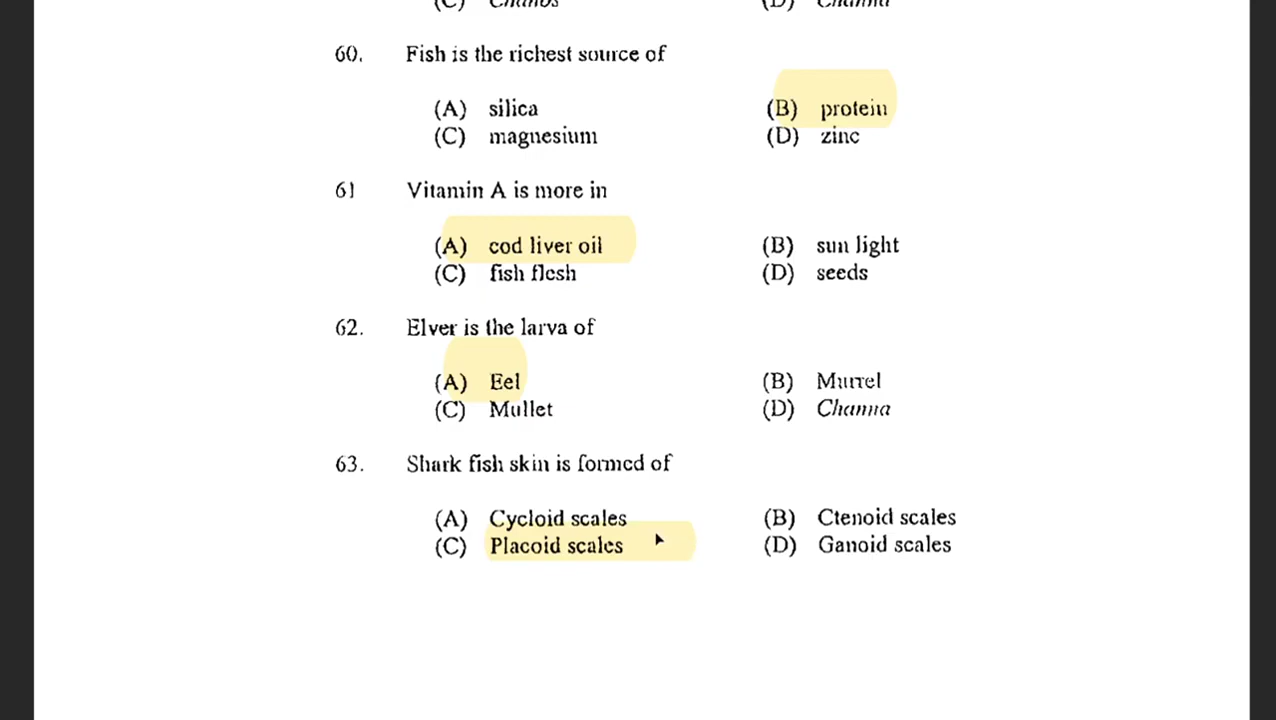 (C) Chanos (D) Channa
60. Fish is the richest source of
(A) silica (B) protein
(C) magnesium (D) zinc
61 Vitamin A is more in
(A) cod liver oil (B) sun light
(C) fish flesh (D) seeds
62. Elver is the larva of
(A) Eel (B) Murrel
(C) Mullet (D) Channa
63. Shark fish skin is formed of
(A) Cycloid scales (B) Ctenoid scales
(C) Placoid scales (D) Ganoid scales